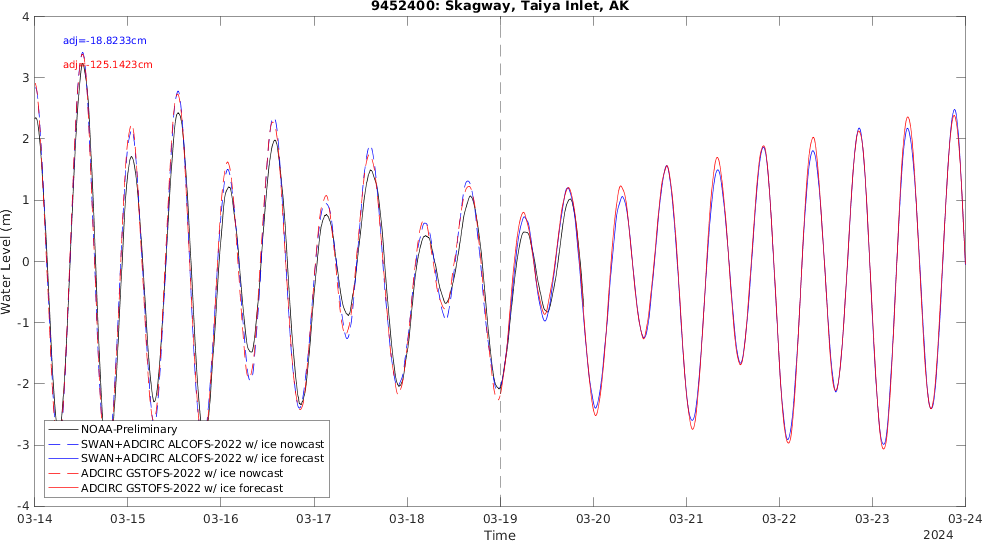 9452400: Skagway, Taiya Inlet, AK
adj=-18.8233cm
adj=-125.1423cm
Water Level (m)
4
3
2
1
0
-1
-2
-3
-4
NOAA-Preliminary
SWAN+ADCIRC ALCOFS-2022 w/ ice nowcast
SWAN+ADCIRC ALCOFS-2022 w/ ice forecast
ADCIRC GSTOFS-2022 w/ ice nowcast
ADCIRC GSTOFS-2022 w/ ice forecast
03-14 03-15 03-16 03-17 03-18 03-19 03-20 03-21 03-22 03-23 03-24
Time
2024